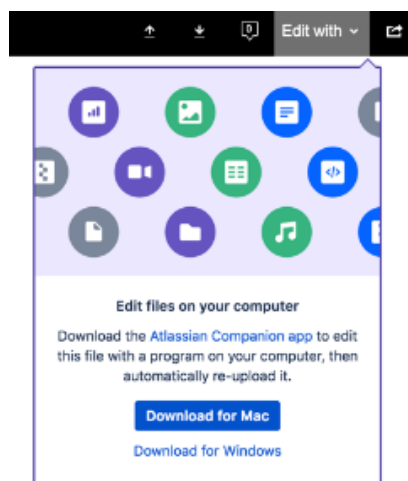 Edit with
Edit files on your computer
Download the Atlassian Companion app to edit
this file with a program on your computer, then
automatically re-upload it.
Download for Mac
Download for Windows